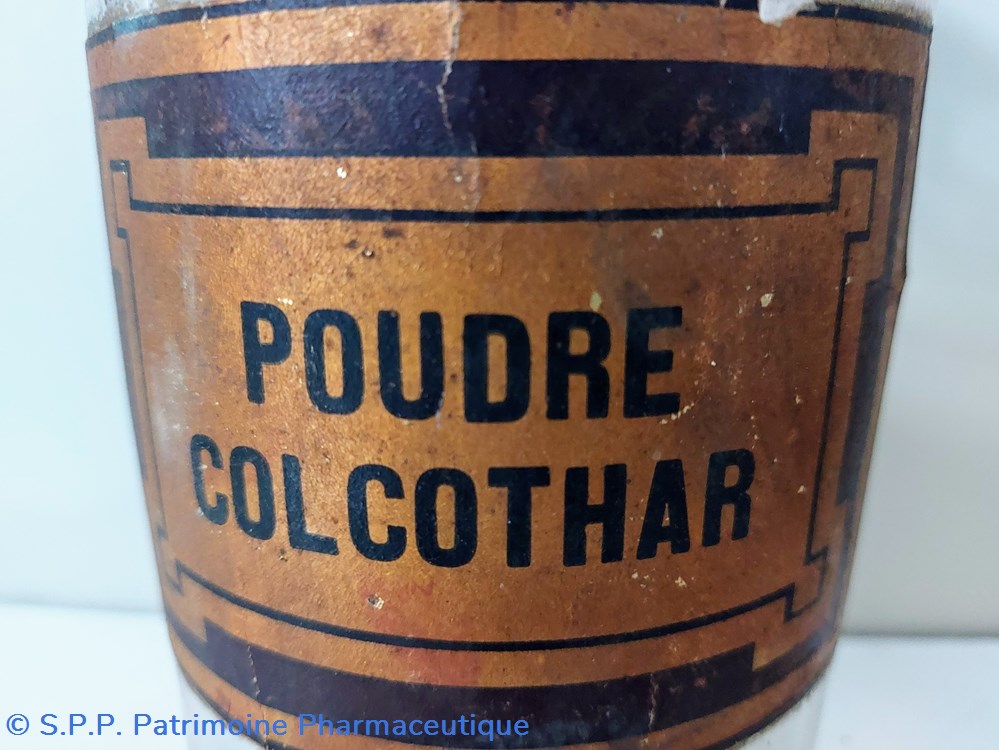 POUDRE
COLCOTHAR
© S.P.P. Patrimoine Pharmaceutique